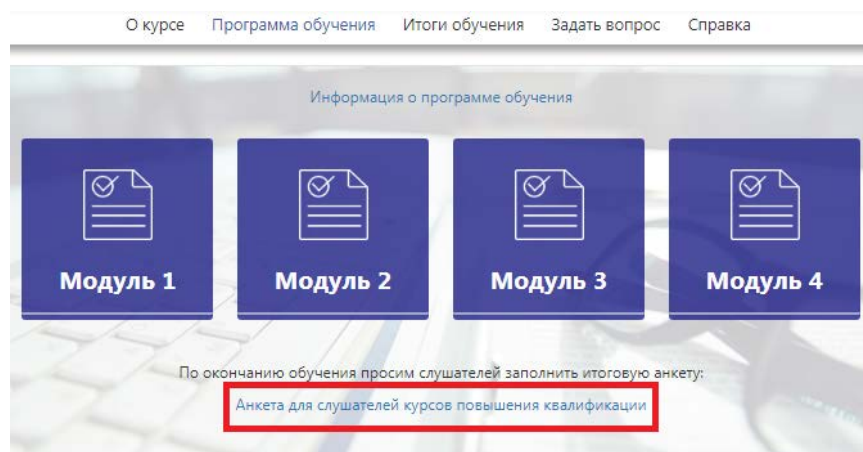 О курсе Программа обучения Итоги обучения Задать вопрос Справка
Информация о программе обучения
Модуль 1 Модуль 2 Модуль 3 Модуль 4
По окончанию обучения просим слушателей заполнить итоговую анкету:
Анкета для слушателей курсов повышения квалификации